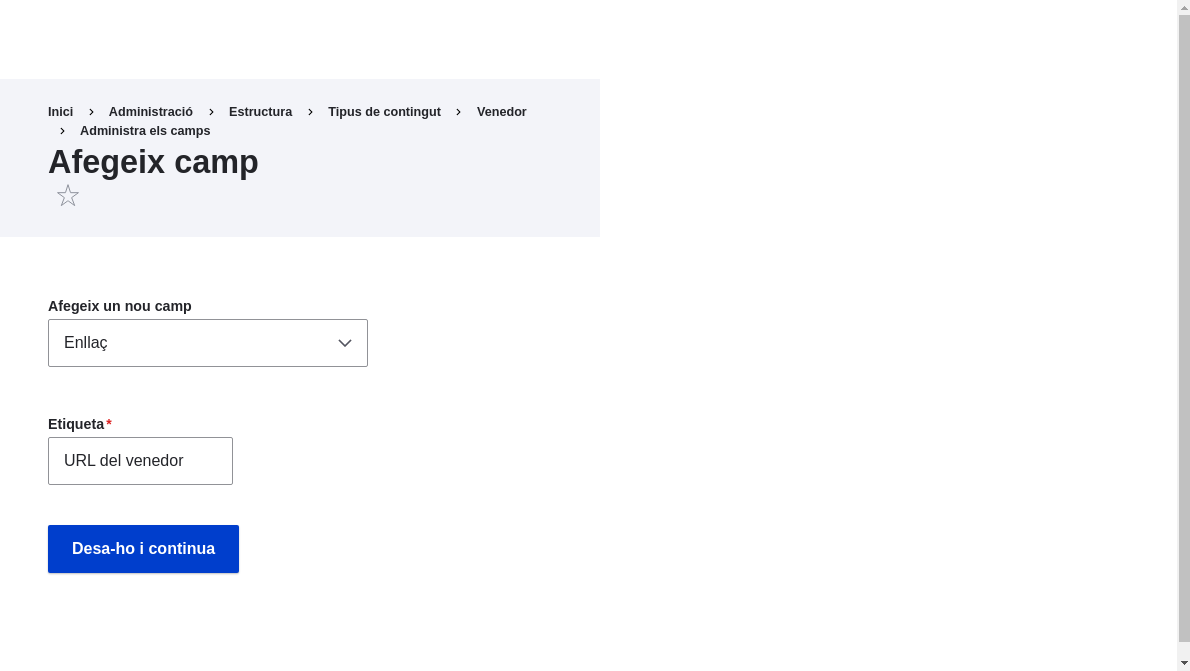 Inici › Administració › Estructura › Tipus de contingut › Venedor
› Administra els camps
Afegeix camp
Afegeix un nou camp
Enllaç
Etiqueta*
URL del venedor
Desa-ho i continua